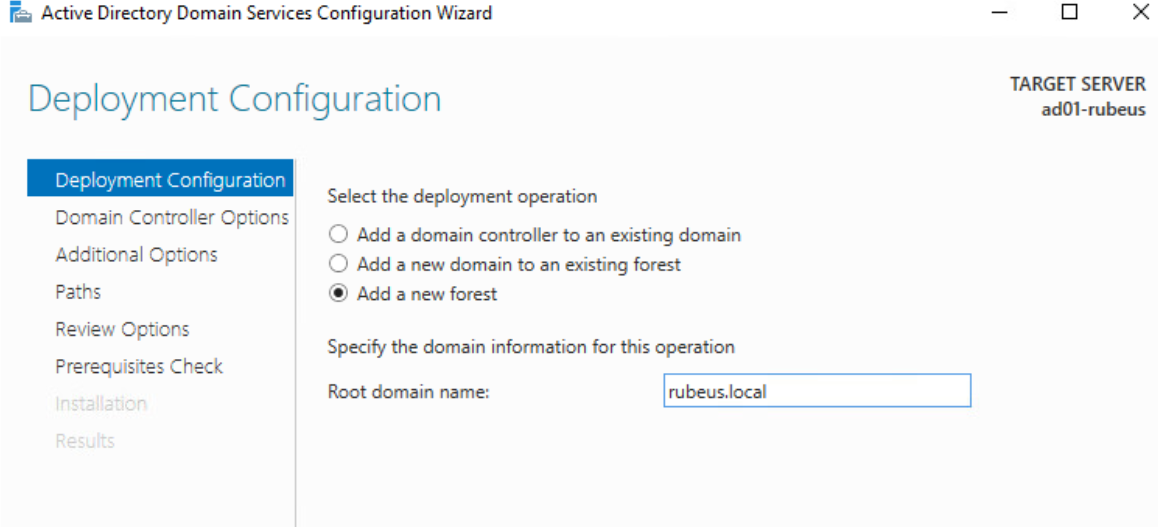 Active Directory Domain Services Configuration Wizard
Deployment Configuration
TARGET SERVER
ad01-rubeus
Deployment Configuration
Domain Controller Options
Additional Options
Paths
Review Options
Prerequisites Check
Installation
Results
Select the deployment operation
Add a domain controller to an existing domain
Add a new domain to an existing forest
Add a new forest
Specify the domain information for this operation
Root domain name: rubeus.local